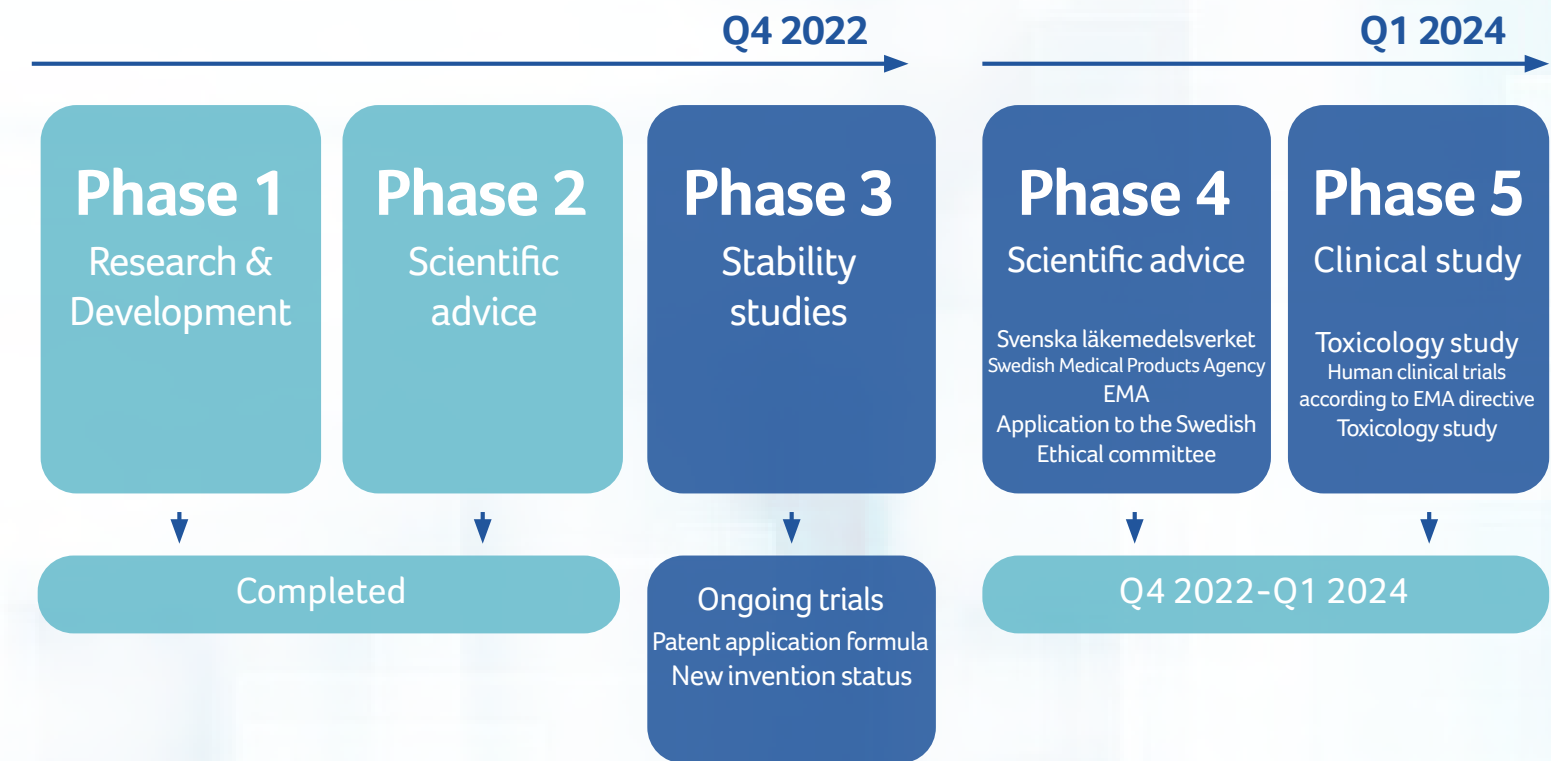 Q4 2022
Q1 2024
Phase 1
Research &
Development
Phase 2
Scientific
advice
Phase 3
Stability
studies
Phase 4
Scientific advice
Svenska läkemedelsverket
Swedish Medical Products Agency
EMA
Application to the Swedish
Ethical committee
Phase 5
Clinical study
Toxicology study
Human clinical trials
according to EMA directive
Toxicology study
Completed
Ongoing trials
Patent application formula
New invention status
Q4 2022-Q1 2024